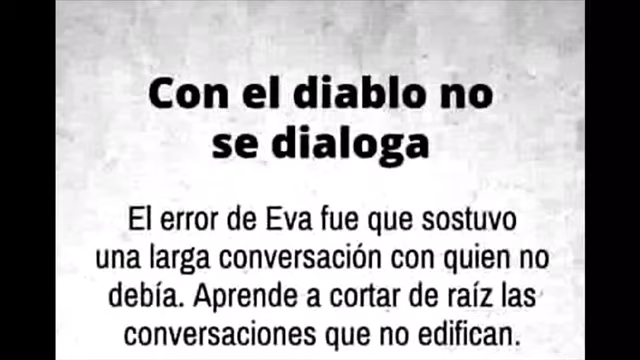 Con el diablo no
se dialoga
El error de Eva fue que sostuvo
una larga conversación con quien no
debía. Aprende a cortar de raíz las
conversaciones que no edifican.